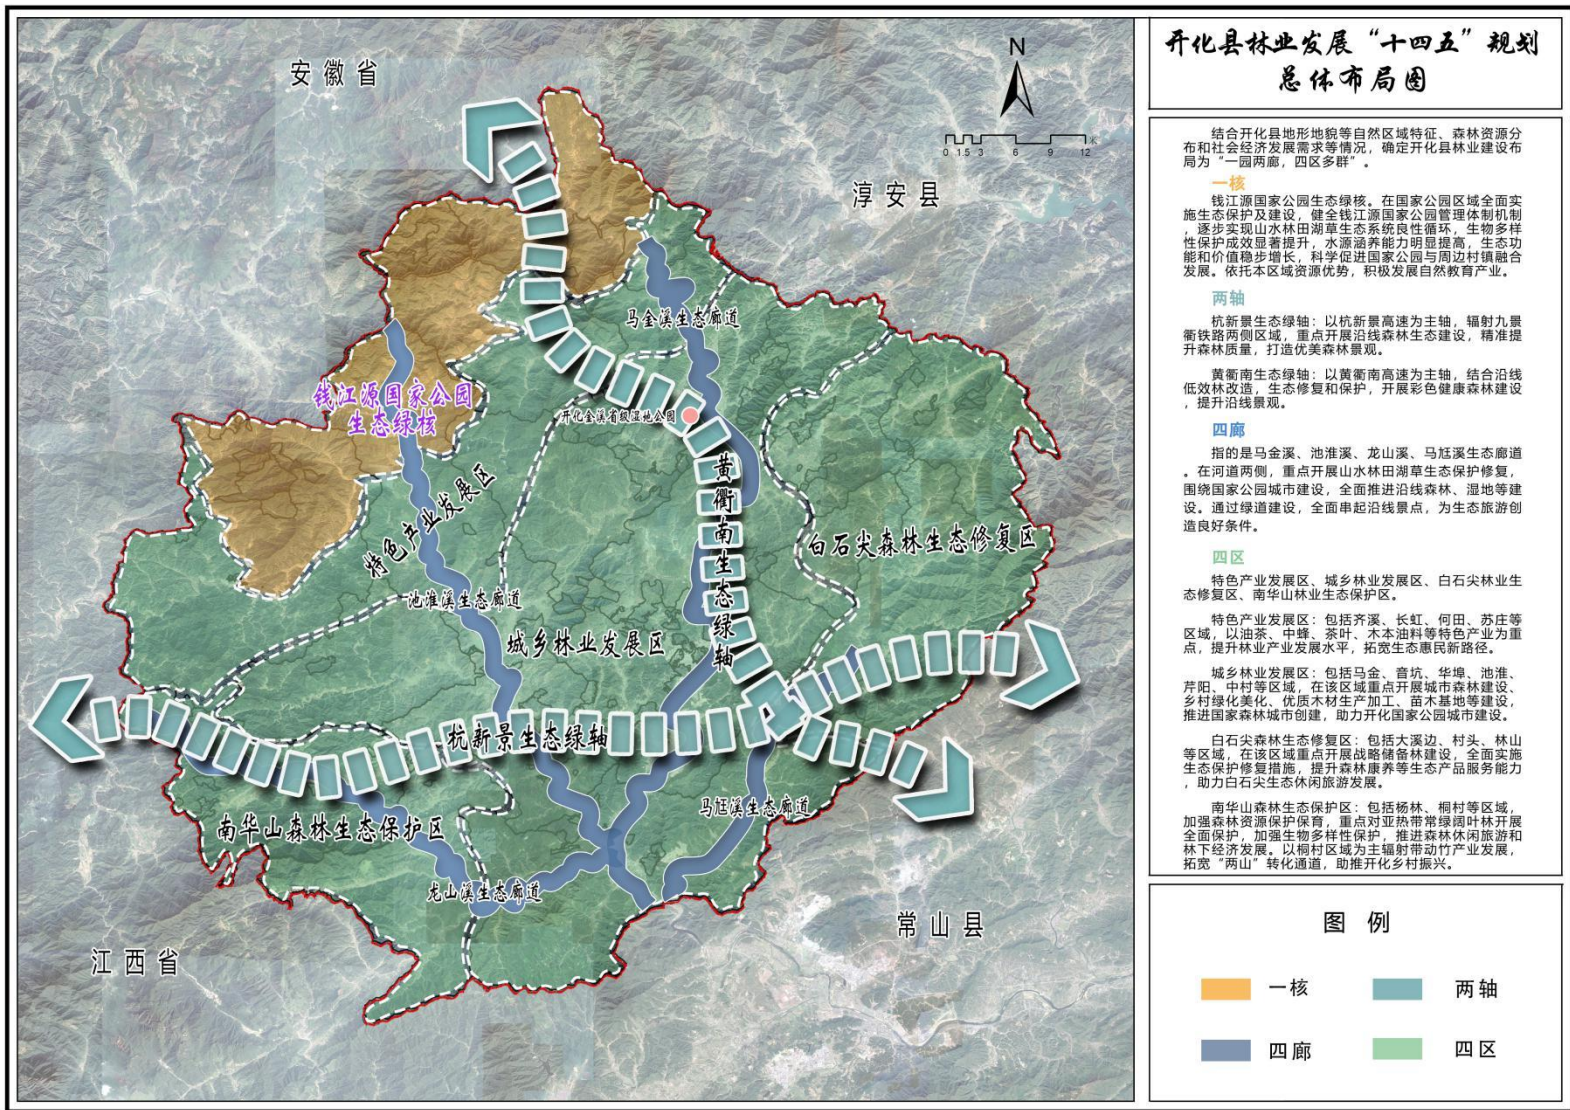 开化县林业发展“十四五”规划
总体布局图
结合开化县地形地貌等自然区域特征、森林资源分
布和社会经济发展需求等情况，确定开化县林业建设布
局为“一园两廊，四区多群”。
一核
钱江源国家公园生态绿核。在国家公园区域全面实
施生态保护及建设，健全钱江源国家公园管理体制机制
，逐步实现山水林田湖草生态系统良性循环，生物多样
性保护成效显著提升，水源涵养能力明显提高，生态功
能和价值稳步增长，科学促进国家公园与周边村镇融合
发展。依托本区域资源优势，积极发展自然教育产业。
两轴
杭新景生态绿轴：以杭新景高速为主轴，辐射九景
衢铁路两侧区域，重点开展沿线森林生态建设，精准提
升森林质量，打造优美森林景观。
黄衢南生态绿轴：以黄衢南高速为主轴，结合沿线
低效林改造，生态修复和保护，开展彩色健康森林建设
，提升沿线景观。
四廊
指的是马金溪、池淮溪、龙山溪、马尪溪生态廊道
。在河道两侧，重点开展山水林田湖草生态保护修复，
围绕国家公园城市建设，全面推进沿线森林、湿地等建
设。通过绿道建设，全面串起沿线景点，为生态旅游创
造良好条件。
四区
特色产业发展区、城乡林业发展区、白石尖林业生
态修复区、南华山林业生态保护区。
特色产业发展区：包括齐溪、长虹、何田、苏庄等
区域，以油茶、中蜂、茶叶、木本油料等特色产业为重
点，提升林业产业发展水平，拓宽生态惠民新路径。
城乡林业发展区：包括马金、音坑、华埠、池淮、
芹阳、中村等区域，在该区域重点开展城市森林建设、
乡村绿化美化、优质木材生产加工、苗木基地等建设，
推进国家森林城市创建，助力开化国家公园城市建设。
白石尖森林生态修复区：包括大溪边、村头、林山
等区域，在该区域重点开展战略储备林建设，全面实施
生态保护修复措施，提升森林康养等生态产品服务能力
，助力白石尖生态休闲旅游发展。
南华山森林生态保护区：包括杨林、桐村等区域，
加强森林资源保护保育，重点对亚热带常绿阔叶林开展
全面保护，加强生物多样性保护，推进森林休闲旅游和
林下经济发展。以桐村区域为主辐射带动竹产业发展，
拓宽“两山”转化通道，助推开化乡村振兴。
图 例
一核
两轴
四廊
四区
安徽省
N
米
0 1.5 3 6 9 12
淳安县
马金溪生态廊道
钱江源国家公园
生态绿核
开化金溪省级湿地公园
特色产业发展区
黄衢南生态绿轴
白石尖森林生态修复区
池淮溪生态廊道
城乡林业发展区
杭新景生态绿轴
马尪溪生态廊道
南华山森林生态保护区
龙山溪生态廊道
常山县
江西省